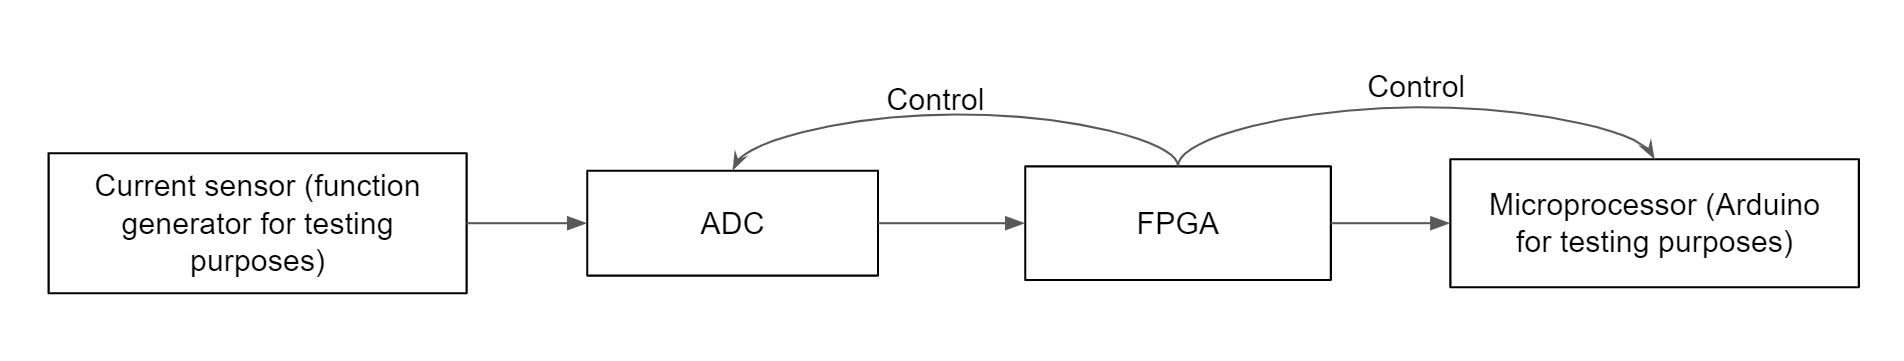 Control
Control
Current sensor (function
generator for testing
purposes)
ADC
FPGA
Microprocessor (Arduino
for testing purposes)